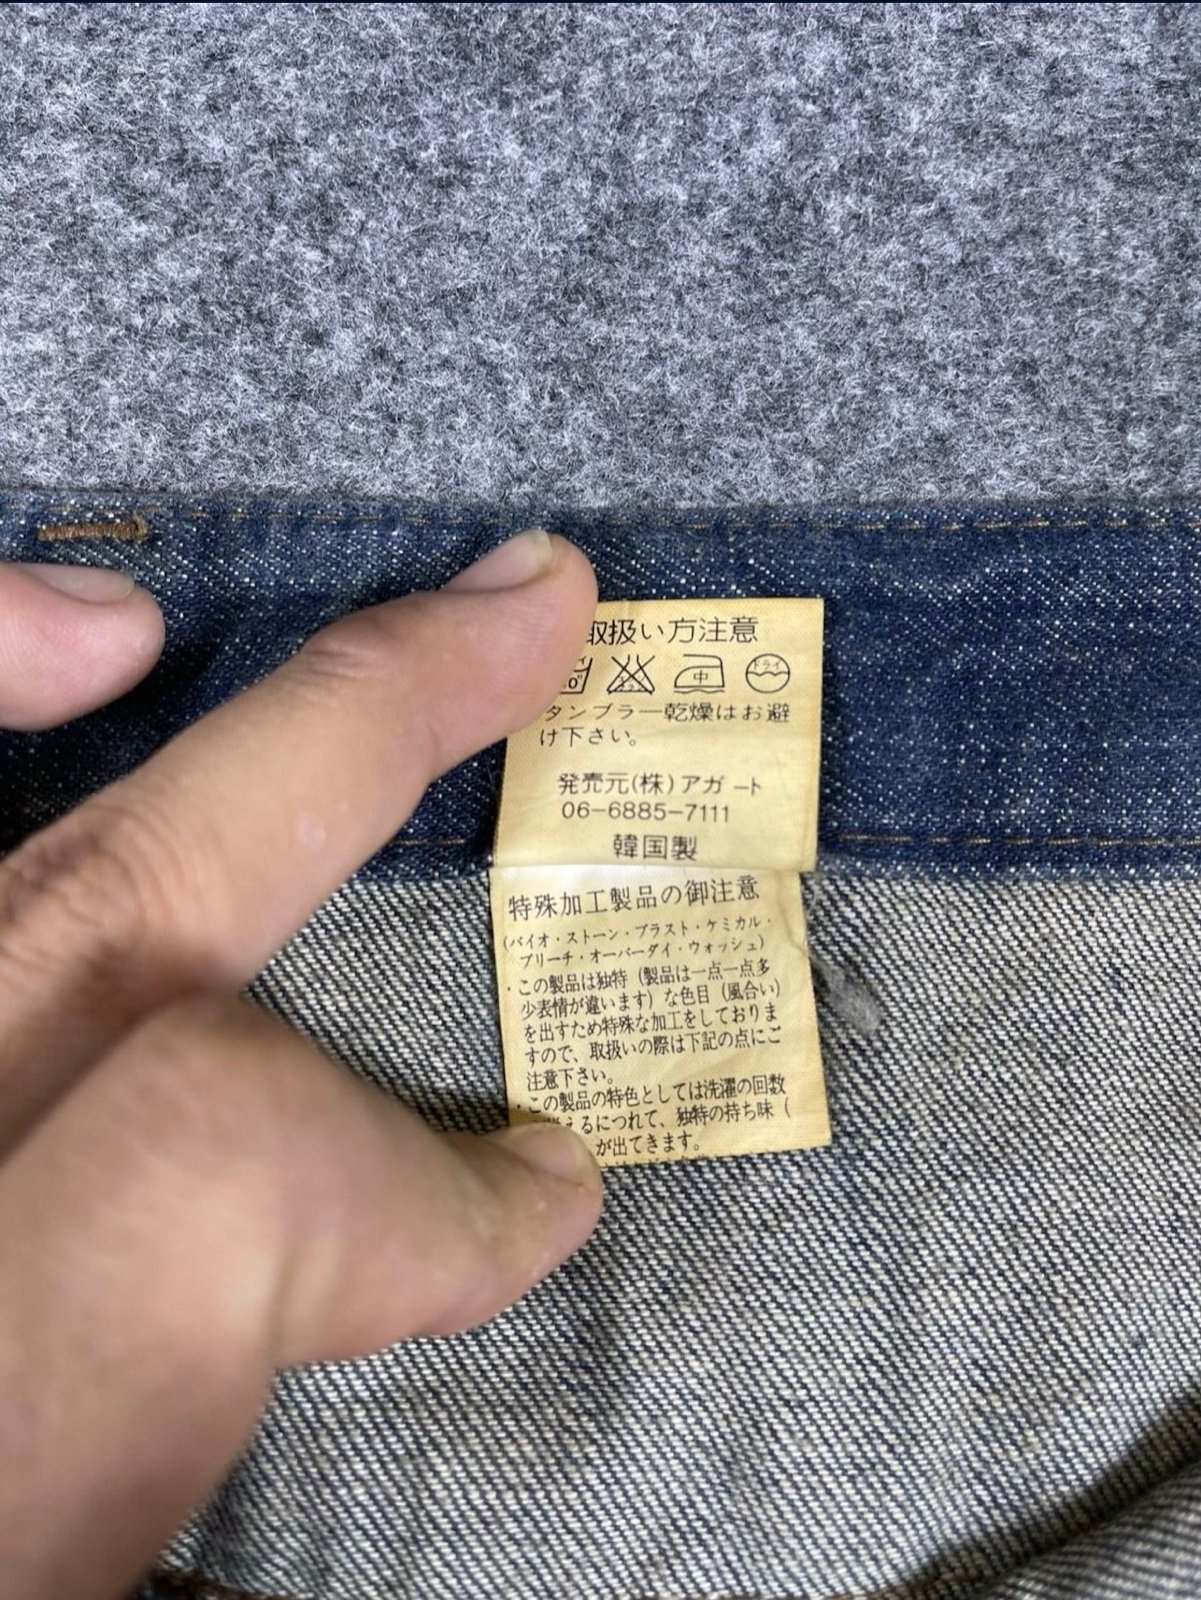 取扱い方注意
中 ドライ
タンブラー乾燥はお避
け下さい。
発売元(株)アガート
06-6885-7111
韓国製
特殊加工製品の御注意
(バイオ・ストーン・ブラスト・ケミカル・
ブリーチ・オーバーダイ・ウォッシュ)
・この製品は独特（製品は一点一点多
少表情が違います）な色目（風合い）
を出すため特殊な加工をしておりま
すので、取扱いの際は下記の点にご
注意下さい。
・この製品の特色としては洗濯の回数
えるにつれて、独特の持ち味（
が出てきます。